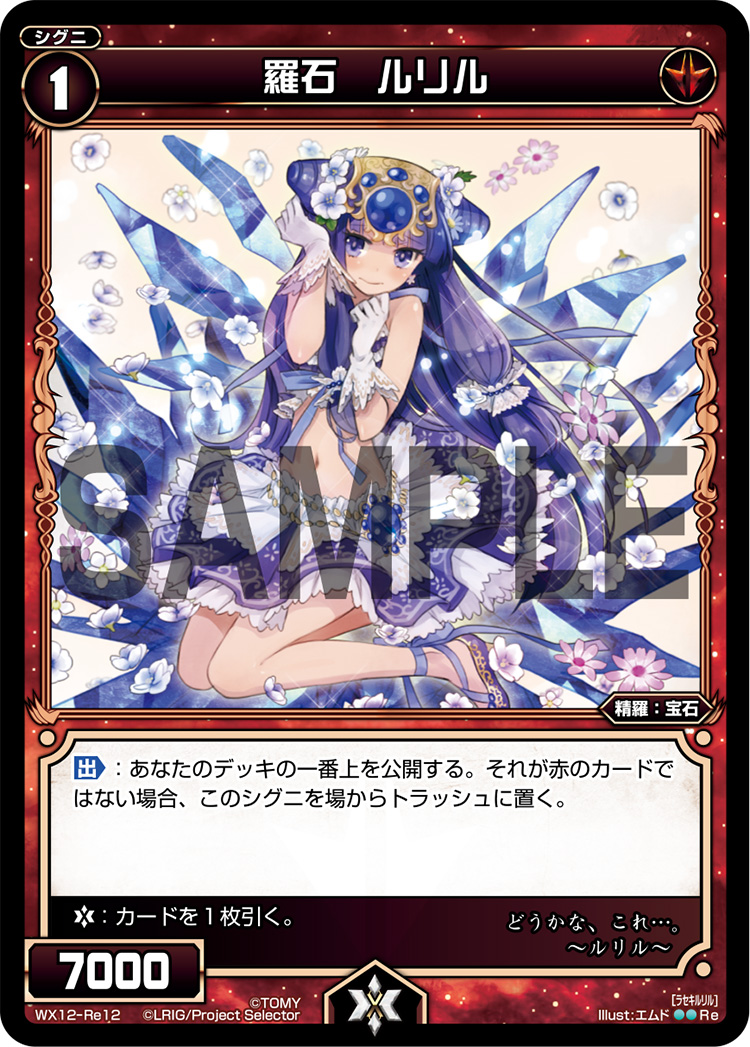 シグニ
1
羅石　ルリル
SAMPLE
精羅：宝石
出：あなたのデッキの一番上を公開する。それが赤のカードで
はない場合、このシグニを場からトラッシュに置く。
：カードを１枚引く。
どうかな、これ…。
～ルリル～
7000
©TOMY
WX12-Re12 ©LRIG/Project Selector
[ラセキルリル]
Illust:エムド Re